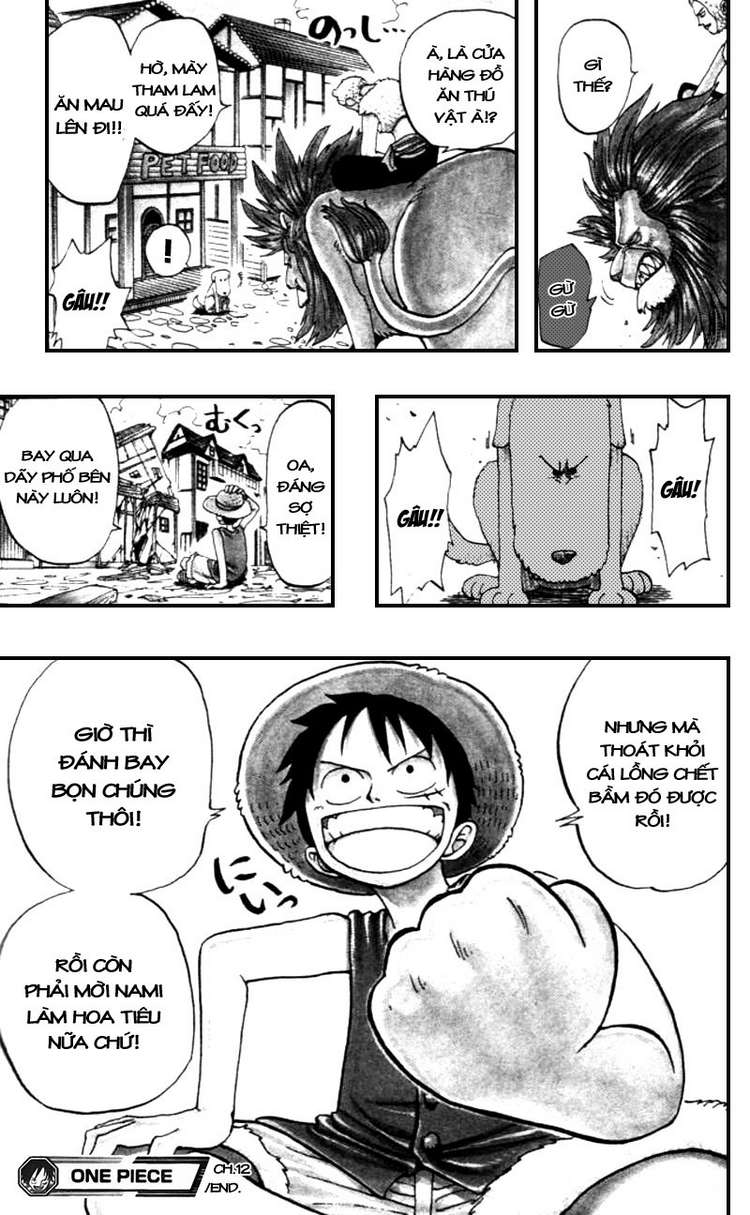 GÌ
THẾ?
GỪ
GỪ
のっし…
À, LÀ CỬA
HÀNG ĐỒ
ĂN THÚ
VẬT À!?
HỜ, MÀY
THAM LAM
QUÁ ĐẤY!
ĂN MAU
LÊN ĐI!!
PET FOOD
!
GÂU!!
GÂU!
GÂU!!
むくっ
OA,
ĐÁNG
SỢ
THIỆT!
BAY QUA
DÃY PHỐ BÊN
NÀY LUÔN!
NHƯNG MÀ
THOÁT KHỎI
CÁI LỒNG CHẾT
BẦM ĐÓ ĐƯỢC
RỒI!
GIỜ THÌ
ĐÁNH BAY
BỌN CHÚNG
THÔI!
にいっ
RỒI CÒN
PHẢI MỜI NAMI
LÀM HOA TIÊU
NỮA CHỨ!
ONE PIECE
CH.12
/END.